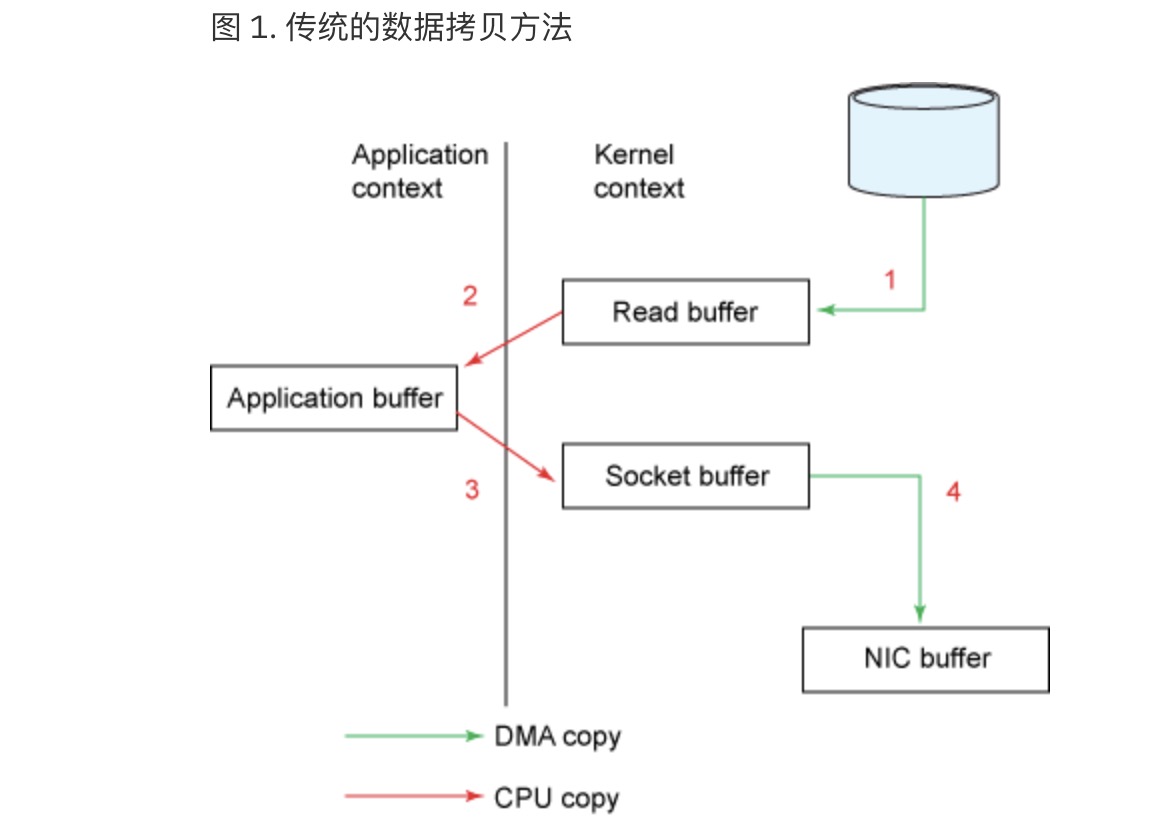 图 1. 传统的数据拷贝方法
Application
context
Kernel
context
1
2
Read buffer
Application buffer
Socket buffer
3
4
NIC buffer
DMA copy
CPU copy